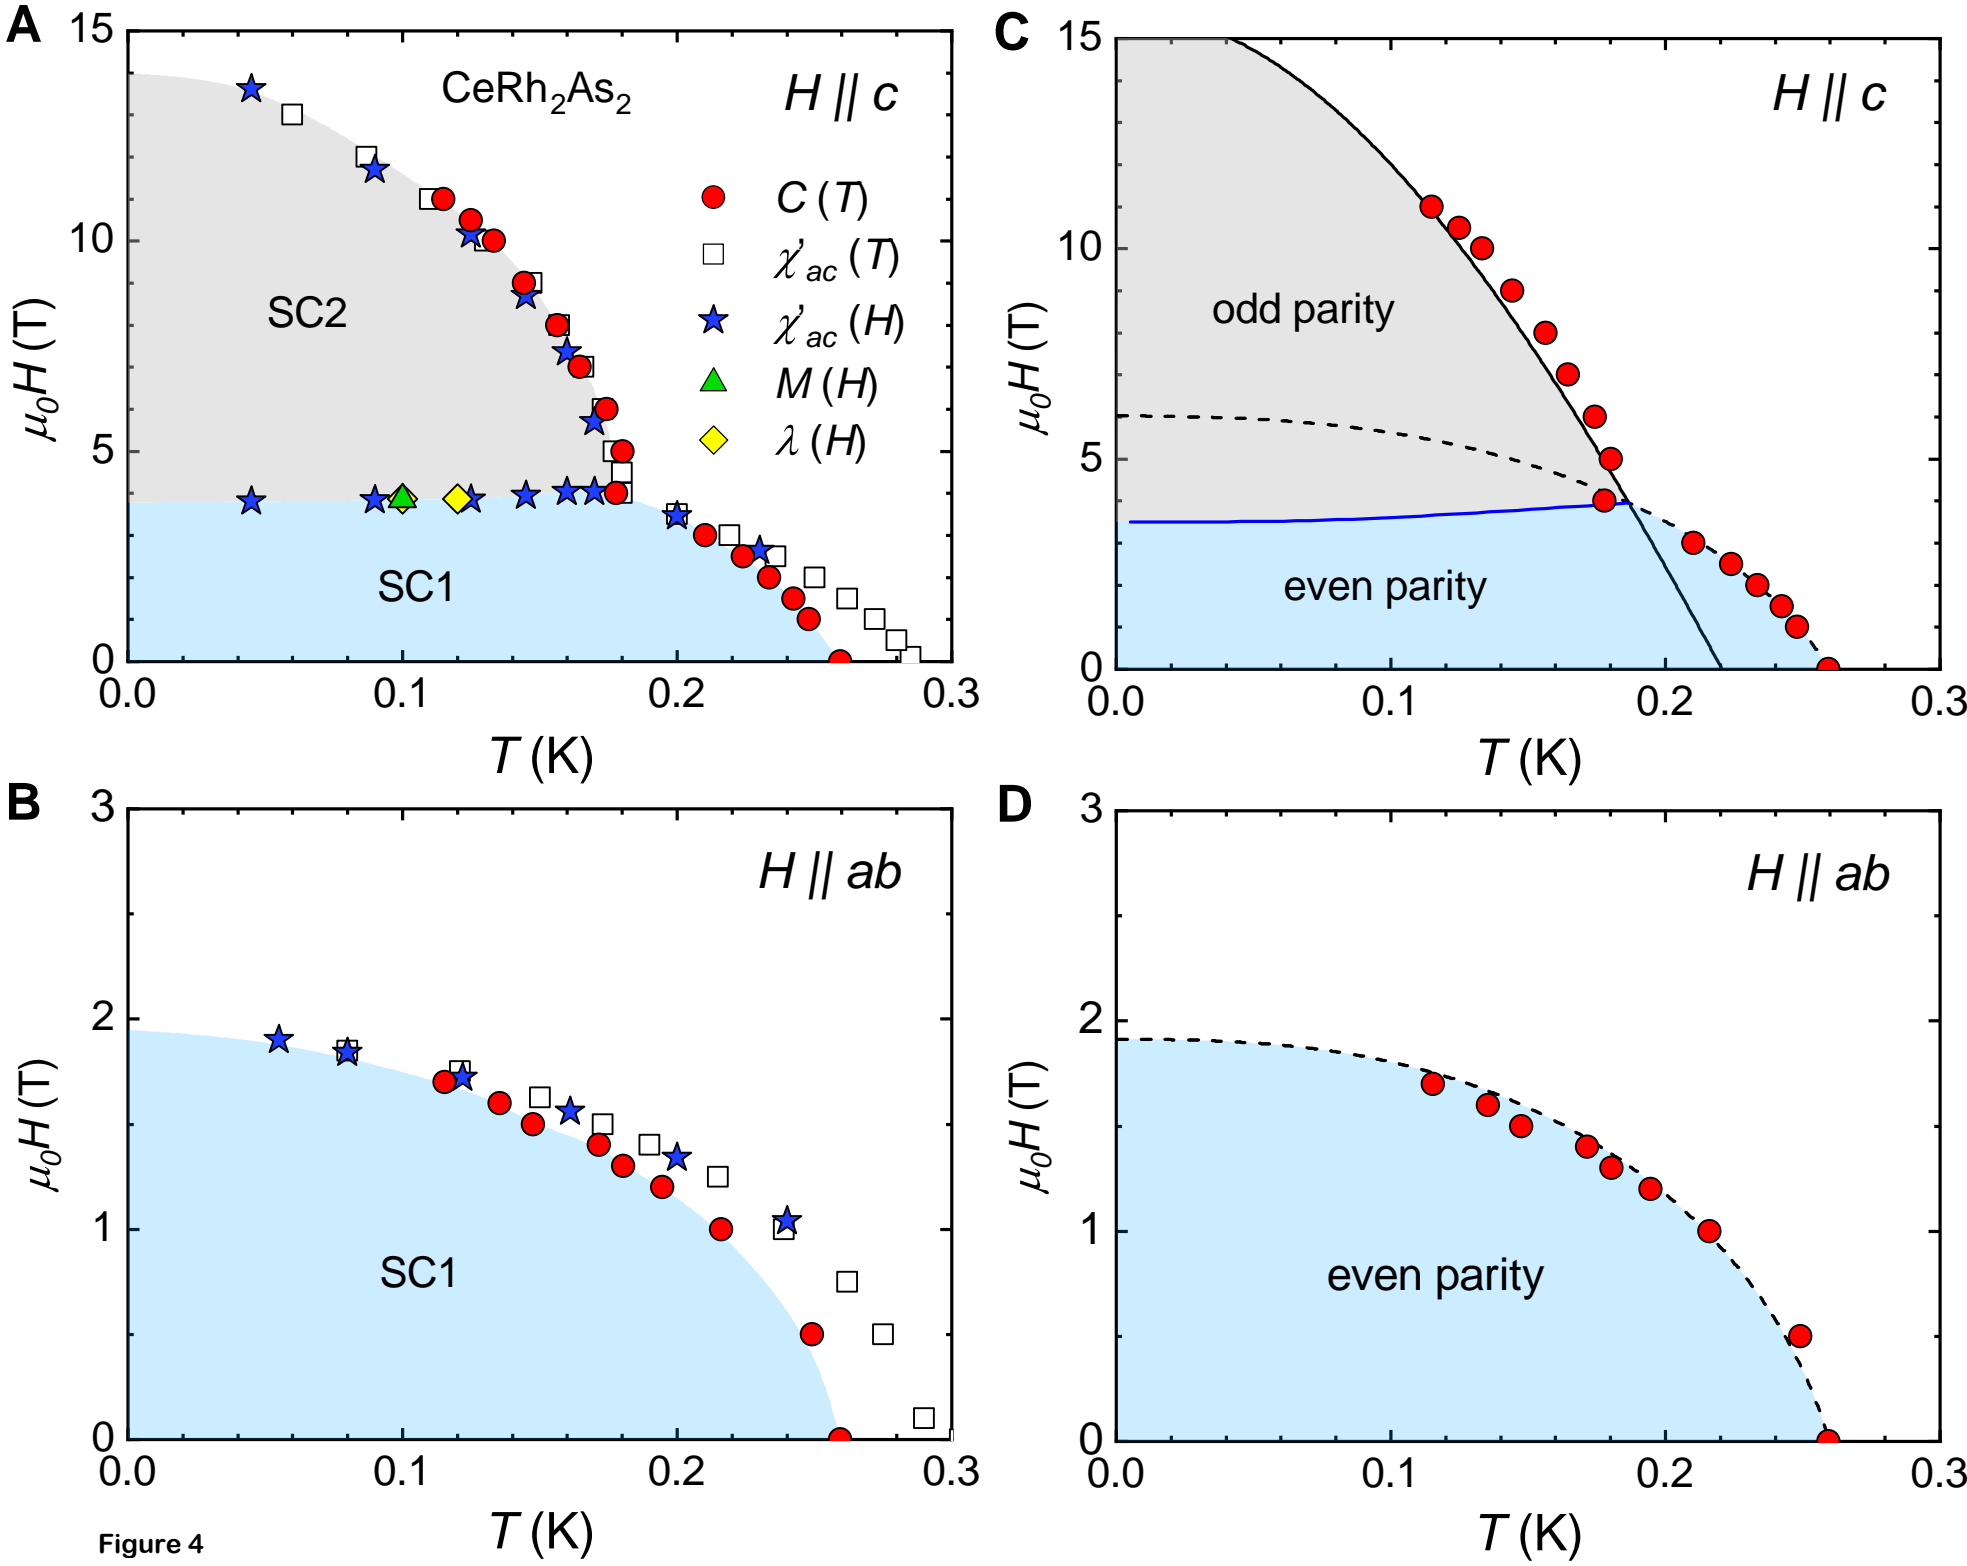 A
CeRh2As2
H || c
C (T)
χ'ac (T)
χ'ac (H)
M (H)
λ (H)
SC2
SC1
15
10
5
0
0.0
0.1
0.2
0.3
μ0H (T)
T (K)
C
H || c
odd parity
even parity
15
10
5
0
0.0
0.1
0.2
0.3
μ0H (T)
T (K)
B
H || ab
SC1
3
2
1
0
0.0
0.1
0.2
0.3
μ0H (T)
T (K)
D
H || ab
even parity
3
2
1
0
0.0
0.1
0.2
0.3
μ0H (T)
T (K)
Figure 4